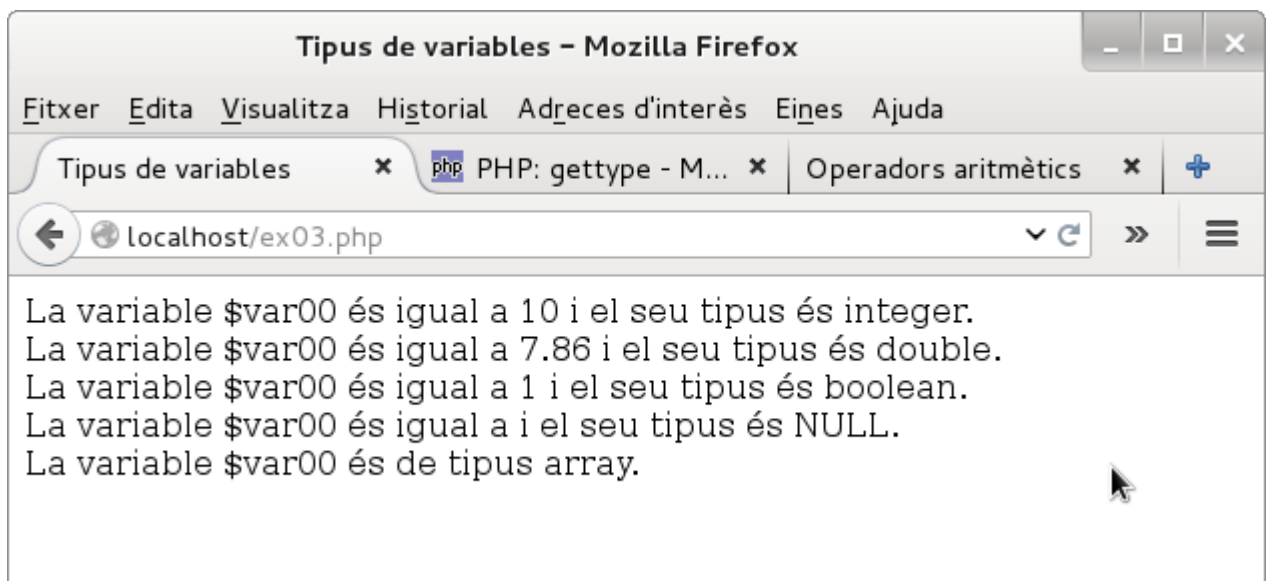 Tipus de variables - Mozilla Firefox
Fitxer Edita Visualitza Historial Adreces d'interès Eines Ajuda
Tipus de variables php PHP: gettype - M... Operadors aritmètics
localhost/ex03.php
La variable $var00 és igual a 10 i el seu tipus és integer.
La variable $var00 és igual a 7.86 i el seu tipus és double.
La variable $var00 és igual a 1 i el seu tipus és boolean.
La variable $var00 és igual a i el seu tipus és NULL.
La variable $var00 és de tipus array.